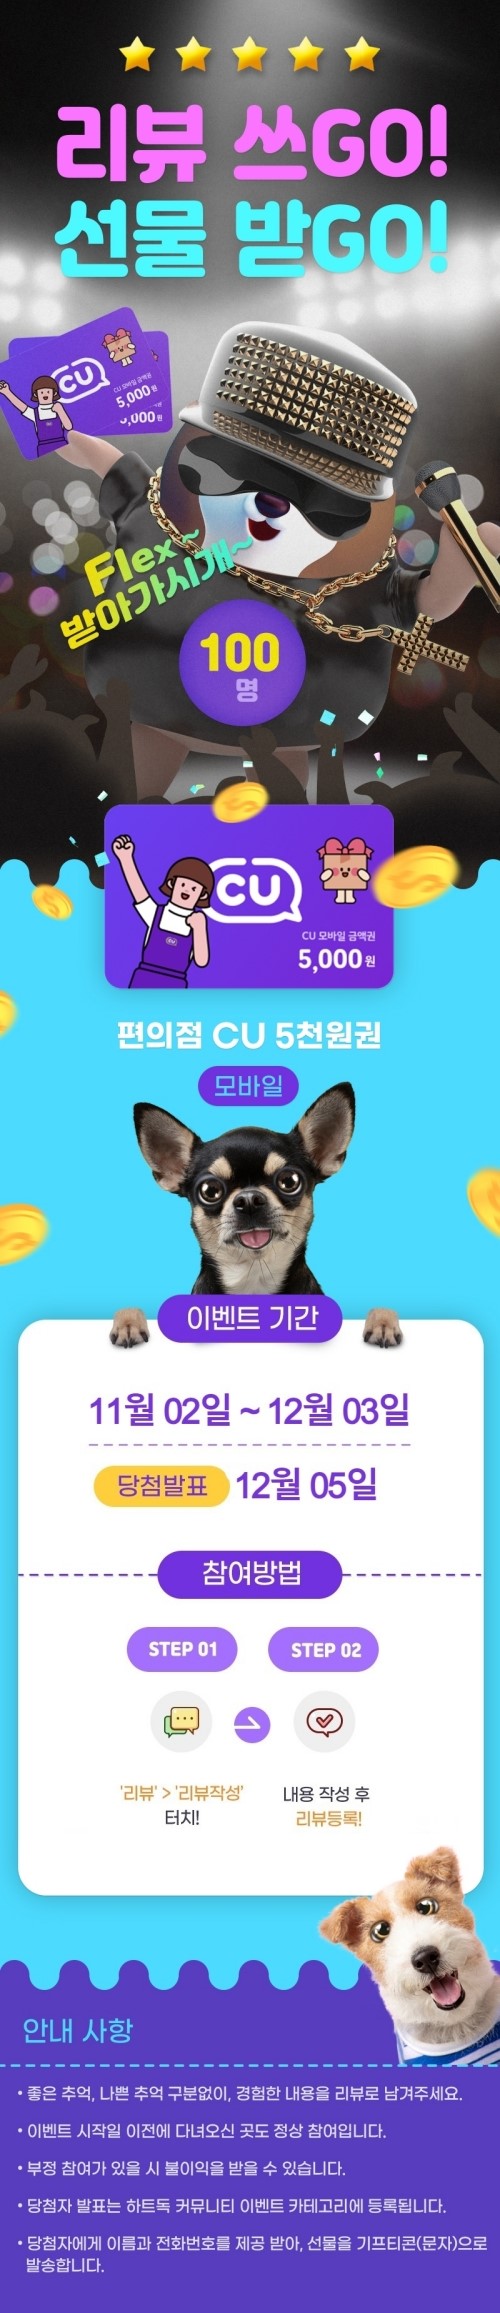 리뷰 쓰GO!
선물 받GO!
CU
CU 모바일 금액권
5,000원
,000원
Flex~
받아가시개~
100
명
CU
CU 모바일 금액권
5,000원
편의점 CU 5천원권
모바일
이벤트 기간
11월 02일 ~ 12월 03일
당첨발표 12월 05일
참여방법
STEP 01 STEP 02
'리뷰' > '리뷰작성'
터치!
내용 작성 후
리뷰등록!
안내 사항
• 좋은 추억, 나쁜 추억 구분없이, 경험한 내용을 리뷰로 남겨주세요.
• 이벤트 시작일 이전에 다녀오신 곳도 정상 참여입니다.
• 부정 참여가 있을 시 불이익을 받을 수 있습니다.
• 당첨자 발표는 하트독 커뮤니티 이벤트 카테고리에 등록됩니다.
• 당첨자에게 이름과 전화번호를 제공 받아, 선물을 기프티콘(문자)으로
발송합니다.